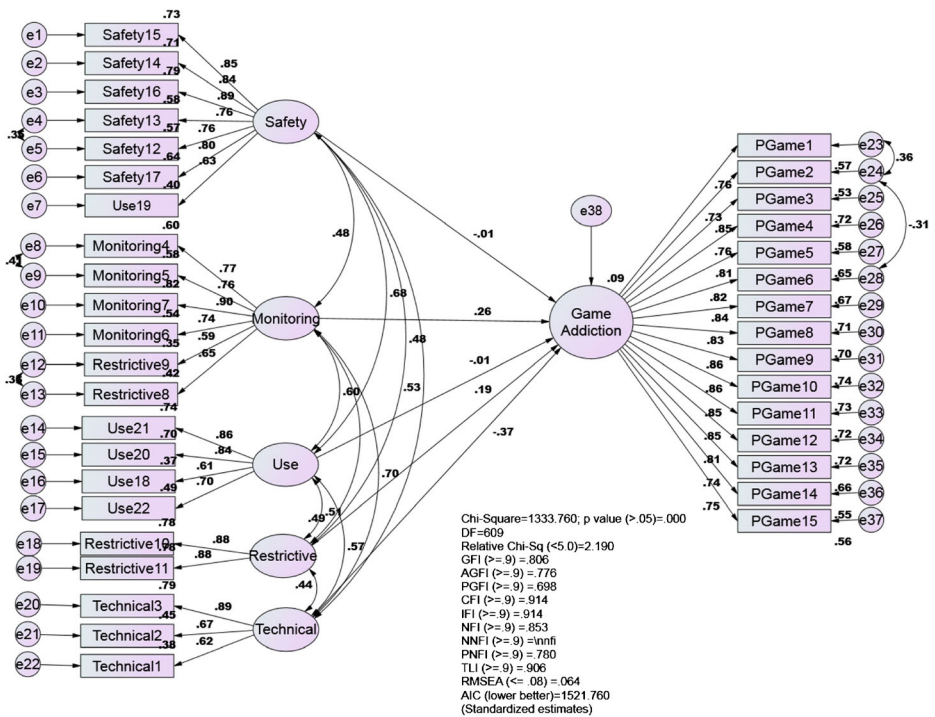 .73
e1 Safety15
.71
e2 Safety14
.79
e3 Safety16
.58
e4 Safety13
.57
.35
e5 Safety12
.64
e6 Safety17
.40
e7 Use19
.85
.84
.89
.76
.76
.80
.63
Safety
.60
e8 Monitoring4
.58
e9 Monitoring5
.82
e10 Monitoring7
.54
e11 Monitoring6
.35
e12 Restrictive9
.42
e13 Restrictive8
.77
.76
.90
.74
.59
.65
Monitoring
.74
e14 Use21
.70
e15 Use20
.37
e16 Use18
.49
e17 Use22
.86
.84
.61
.70
Use
.78
e18 Restrictive10
.78
e19 Restrictive11
.88
.88
Restrictive
.79
e20 Technical3
.45
e21 Technical2
.38
e22 Technical1
.89
.67
.62
Technical
.48
.68
.48
.53
.60
.70
.49
.51
.57
.44
-.01
.26
-.01
.19
-.37
e38
.09
Game
Addiction
PGame1 e23
.36
PGame2 .57 e24
PGame3 .53 e25
-.31
PGame4 .72 e26
PGame5 .58 e27
PGame6 .65 e28
PGame7 .67 e29
PGame8 .71 e30
PGame9 .70 e31
PGame10 .74 e32
PGame11 .73 e33
PGame12 .72 e34
PGame13 .72 e35
PGame14 .66 e36
PGame15 .55 e37
.56
.76
.73
.85
.76
.81
.82
.84
.83
.86
.86
.85
.85
.81
.74
.75
Chi-Square=1333.760; p value (>.05)=.000
DF=609
Relative Chi-Sq (<5.0)=2.190
GFI (>=.9) =.806
AGFI (>=.9) =.776
PGFI (>=.9) =.698
CFI (>=.9) =.914
IFI (>=.9) =.914
NFI (>=.9) =.853
NNFI (>=.9) =\nnfi
PNFI (>=.9) =.780
TLI (>=.9) =.906
RMSEA (<= .08) =.064
AIC (lower better)=1521.760
(Standardized estimates)